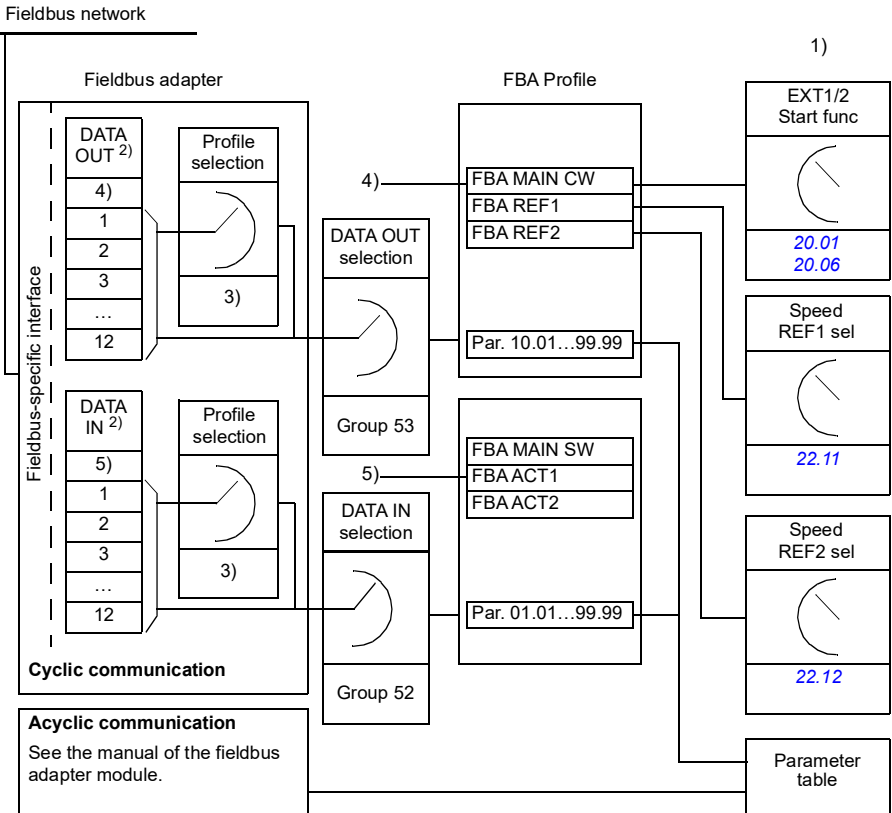 Fieldbus network
1)
Fieldbus adapter
FBA Profile
Fieldbus-specific interface
DATA
OUT 2)
4)
1
2
3
…
12
Profile
selection
3)
DATA OUT
selection
Group 53
4)
FBA MAIN CW
FBA REF1
FBA REF2
Par. 10.01…99.99
EXT1/2
Start func
20.01
20.06
Speed
REF1 sel
22.11
DATA
IN 2)
5)
1
2
3
…
12
Profile
selection
3)
5)
DATA IN
selection
Group 52
FBA MAIN SW
FBA ACT1
FBA ACT2
Par. 01.01…99.99
Speed
REF2 sel
22.12
Cyclic communication
Acyclic communication
See the manual of the fieldbus
adapter module.
Parameter
table